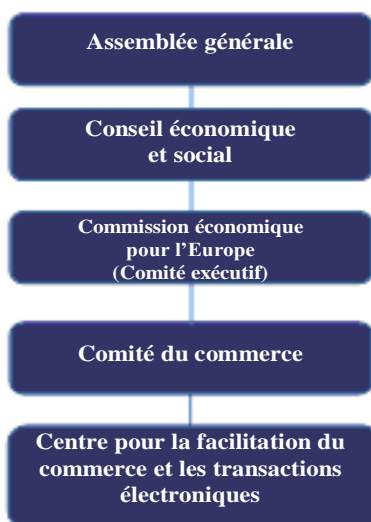 Assemblée générale
Conseil économique
et social
Commission économique
pour l’Europe
(Comité exécutif)
Comité du commerce
Centre pour la facilitation du
commerce et les transactions
électroniques